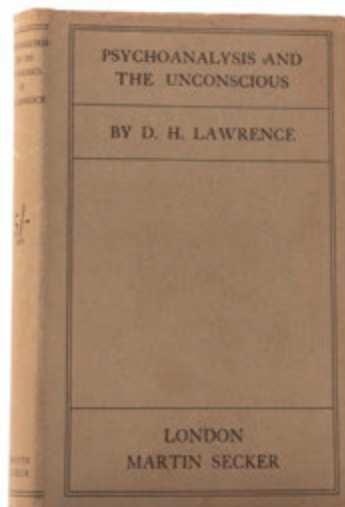 PSYCHOANALYSIS AND
THE UNCONSCIOUS
BY D. H. LAWRENCE
LONDON
MARTIN SECKER